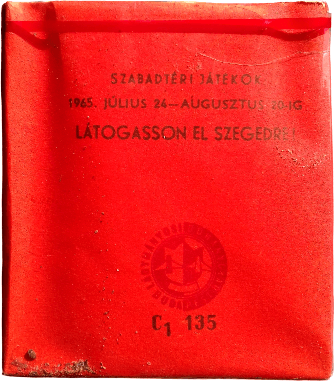 SZABADTÉRI JÁTÉKOK
1965. JÚLIUS 24—AUGUSZTUS 20-IG
LÁTOGASSON EL SZEGEDRE!
C₁ 135